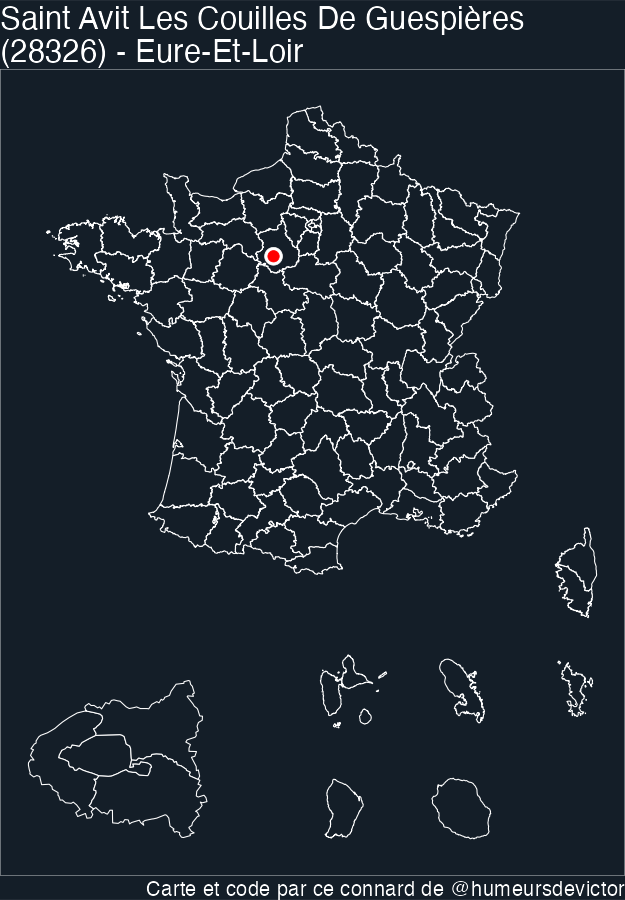 Saint Avit Les Couilles De Guespières
(28326) - Eure-Et-Loir
Carte et code par ce connard de @humeursdevictor